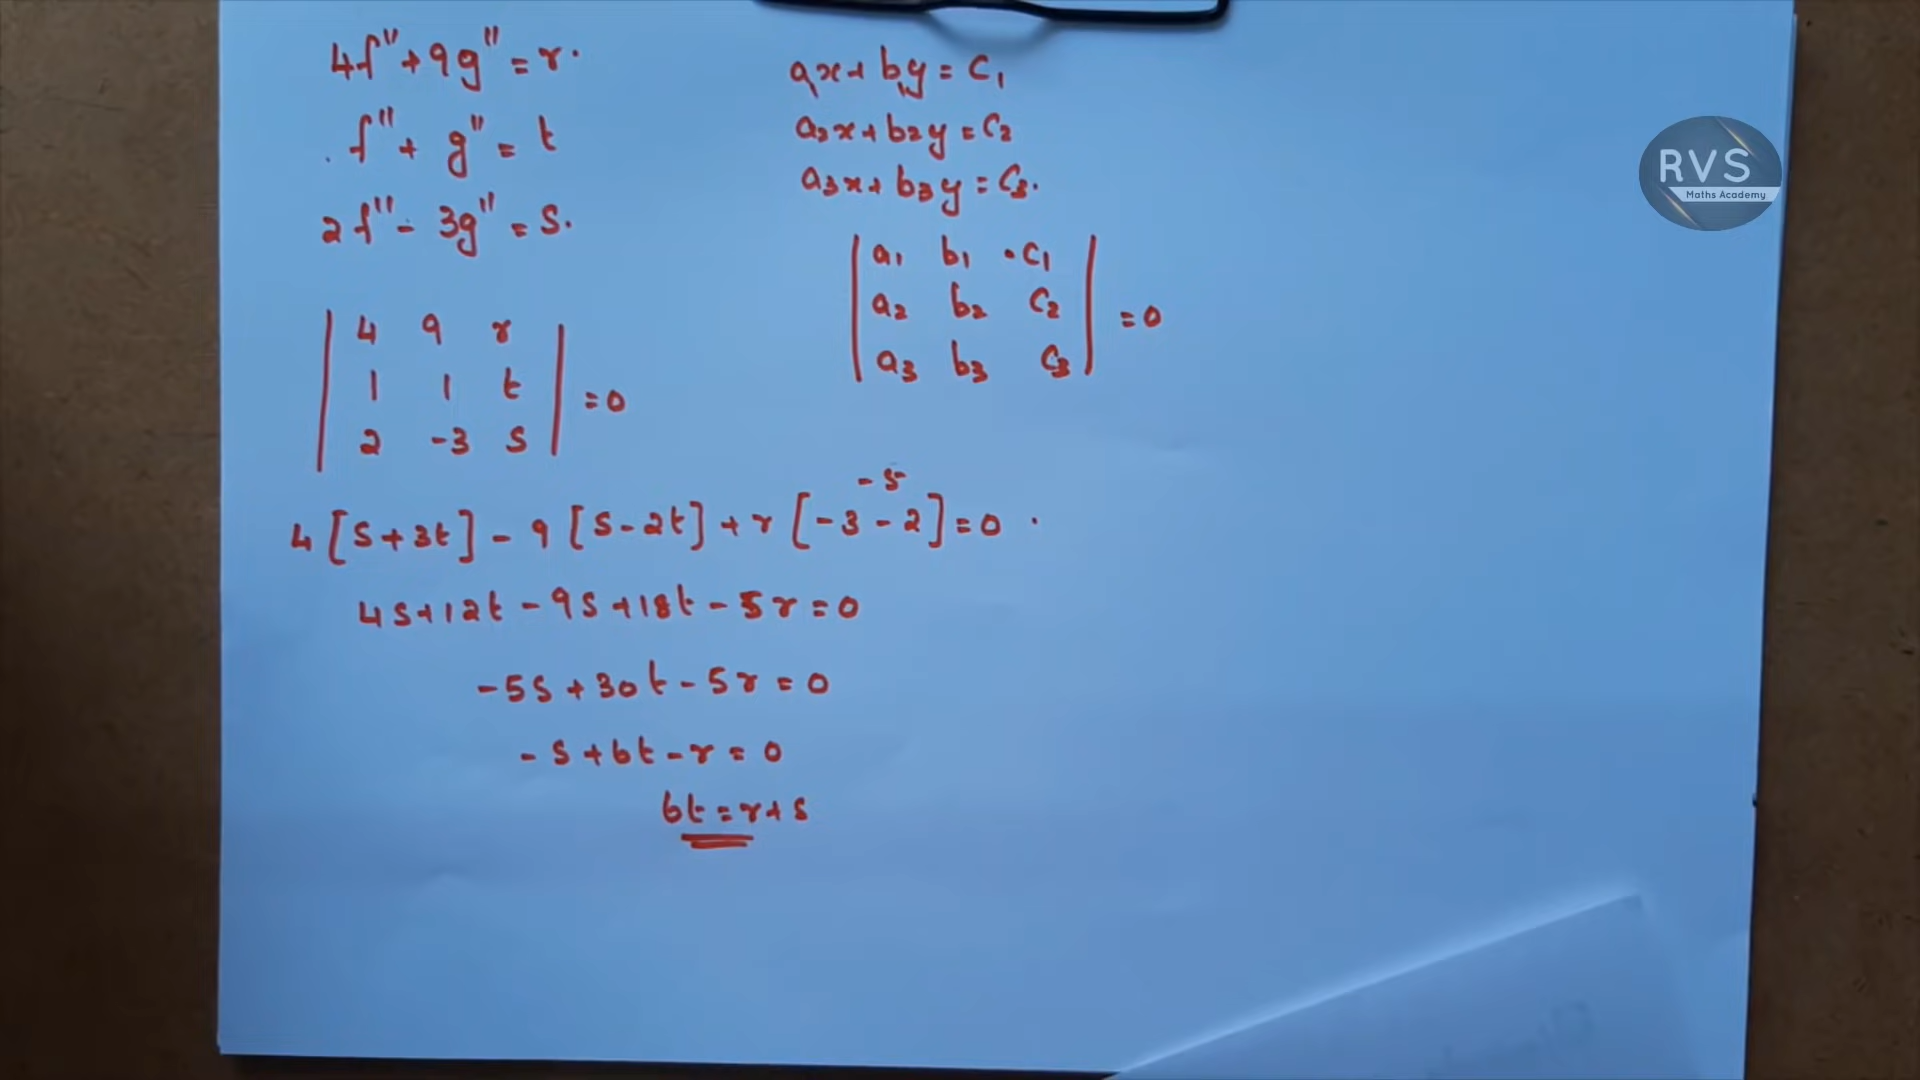 4f" + 9g" = r.
f" + g" = t
2f" - 3g" = s.
| 4 9 r |
| 1 1 t | = 0
| 2 -3 s |
a₁x + b₁y = c₁
a₂x + b₂y = c₂
a₃x + b₃y = c₃.
| a₁ b₁ c₁ |
| a₂ b₂ c₂ | = 0
| a₃ b₃ c₃ |
-5
4[s+3t] - 9[s-2t] + r[-3-2] = 0.
4s+12t - 9s+18t - 5r = 0
-5s + 30t - 5r = 0
-s + 6t - r = 0
6t = r + s
RVS
Maths Academy